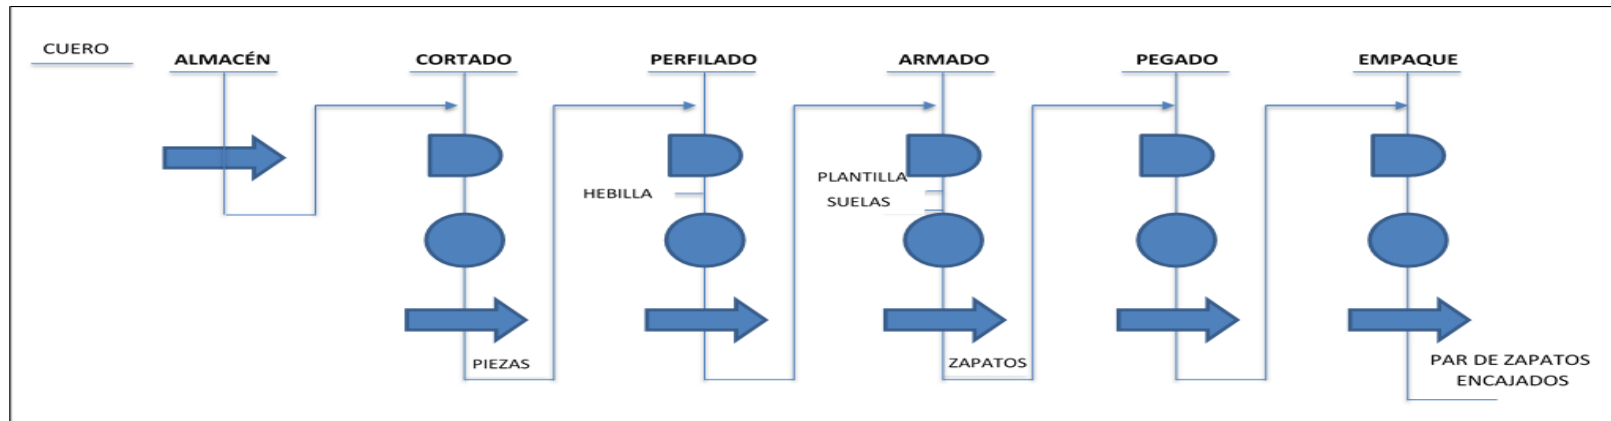 CUERO
ALMACÉN
CORTADO
PERFILADO
ARMADO
PEGADO
EMPAQUE
HEBILLA
PLANTILLA
SUELAS
PIEZAS
ZAPATOS
PAR DE ZAPATOS
ENCAJADOS